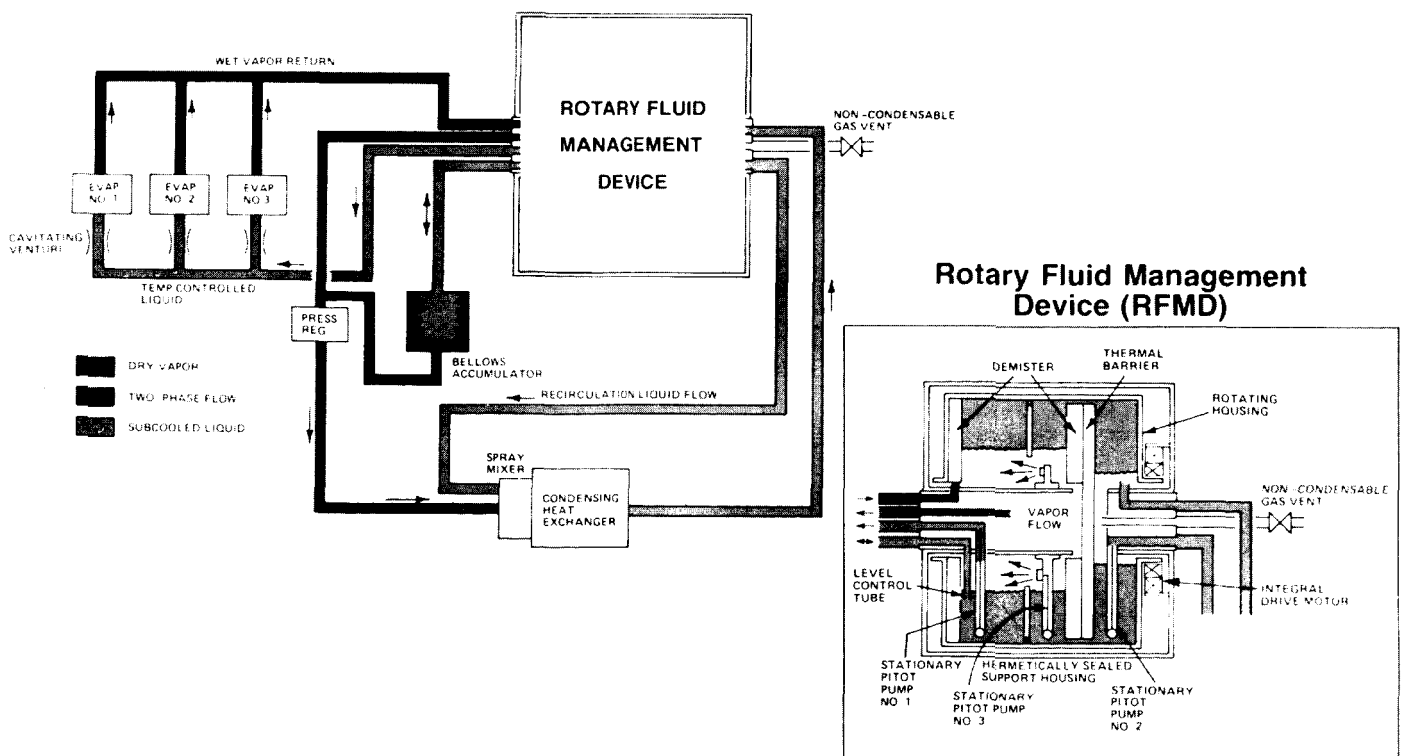 WET VAPOR RETURN
ROTARY FLUID
MANAGEMENT
DEVICE
NON-CONDENSABLE
GAS VENT
EVAP
NO. 1
EVAP
NO. 2
EVAP
NO. 3
CAVITATING
VENTURI
TEMP CONTROLLED
LIQUID
PRESS
REG
BELLOWS
ACCUMULATOR
DRY VAPOR
TWO-PHASE FLOW
SUBCOOLED LIQUID
RECIRCULATION LIQUID FLOW
SPRAY
MIXER
CONDENSING
HEAT
EXCHANGER
Rotary Fluid Management
Device (RFMD)
DEMISTER
THERMAL
BARRIER
ROTATING
HOUSING
NON-CONDENSABLE
GAS VENT
VAPOR
FLOW
LEVEL
CONTROL
TUBE
INTEGRAL
DRIVE MOTOR
STATIONARY
PITOT
PUMP
NO. 1
HERMETICALLY SEALED
SUPPORT HOUSING
STATIONARY
PITOT PUMP
NO. 3
STATIONARY
PITOT
PUMP
NO. 2